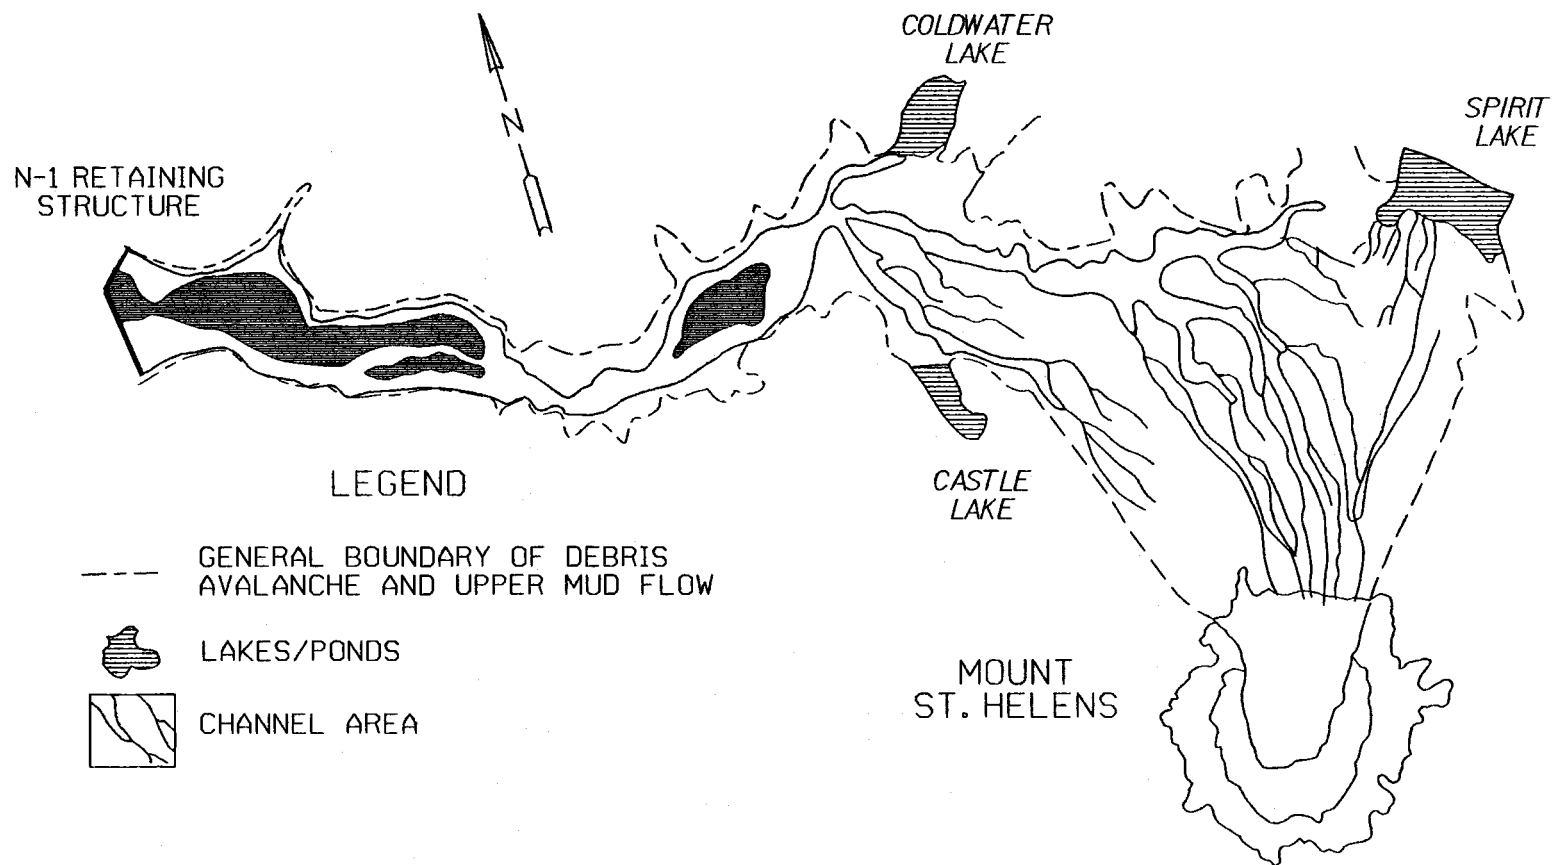 COLDWATER
LAKE
SPIRIT
LAKE
N-1 RETAINING
STRUCTURE
N
CASTLE
LAKE
LEGEND
GENERAL BOUNDARY OF DEBRIS
AVALANCHE AND UPPER MUD FLOW
LAKES/PONDS
CHANNEL AREA
MOUNT
ST. HELENS